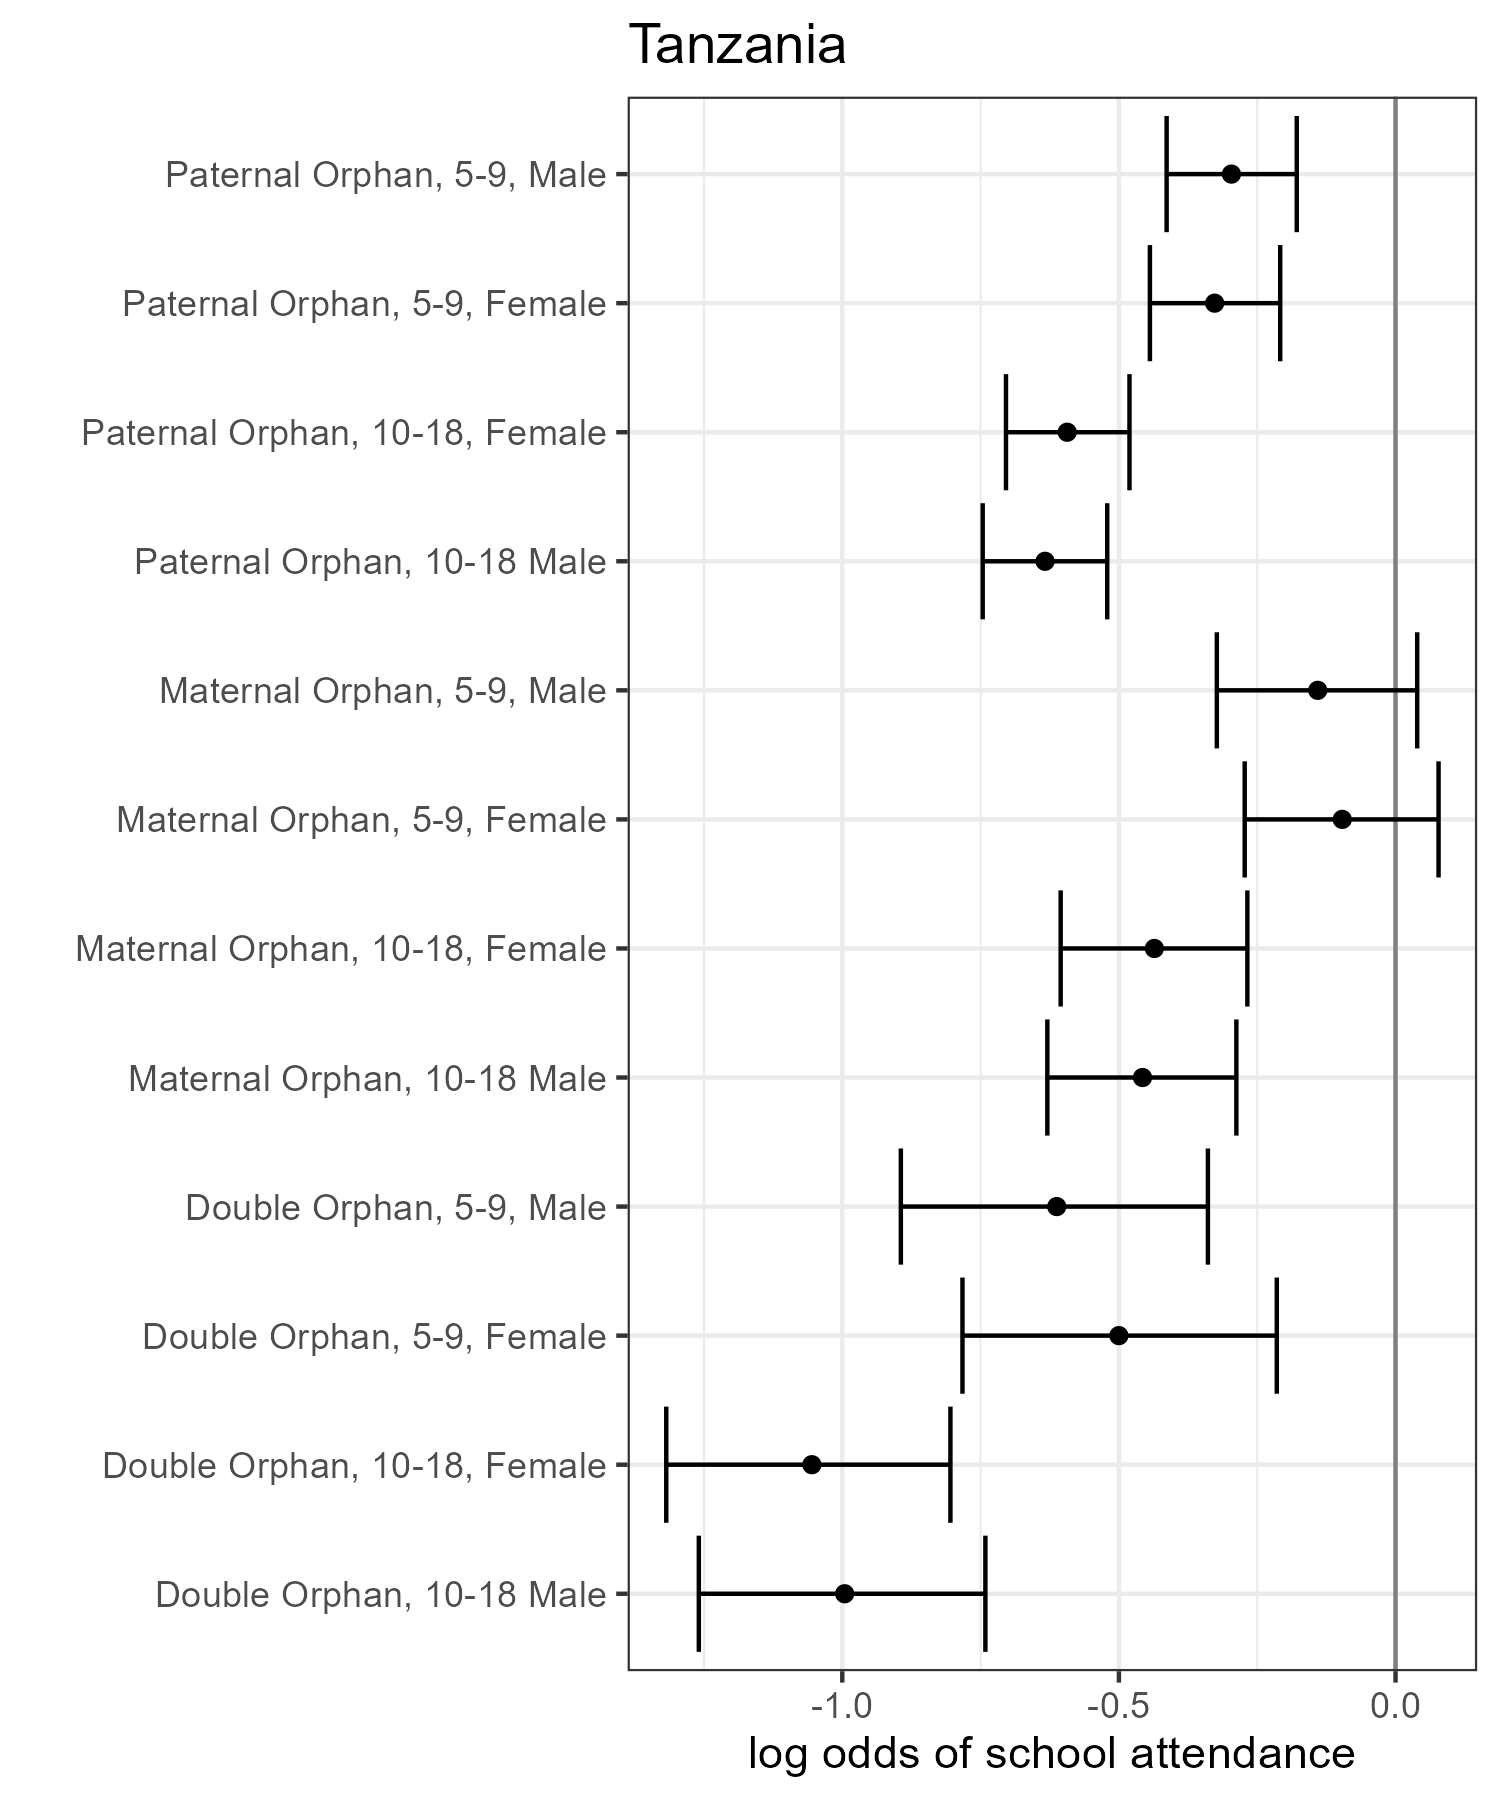 Tanzania
Paternal Orphan, 5-9, Male
Paternal Orphan, 5-9, Female
Paternal Orphan, 10-18, Female
Paternal Orphan, 10-18 Male
Maternal Orphan, 5-9, Male
Maternal Orphan, 5-9, Female
Maternal Orphan, 10-18, Female
Maternal Orphan, 10-18 Male
Double Orphan, 5-9, Male
Double Orphan, 5-9, Female
Double Orphan, 10-18, Female
Double Orphan, 10-18 Male
-1.0 -0.5 0.0
log odds of school attendance